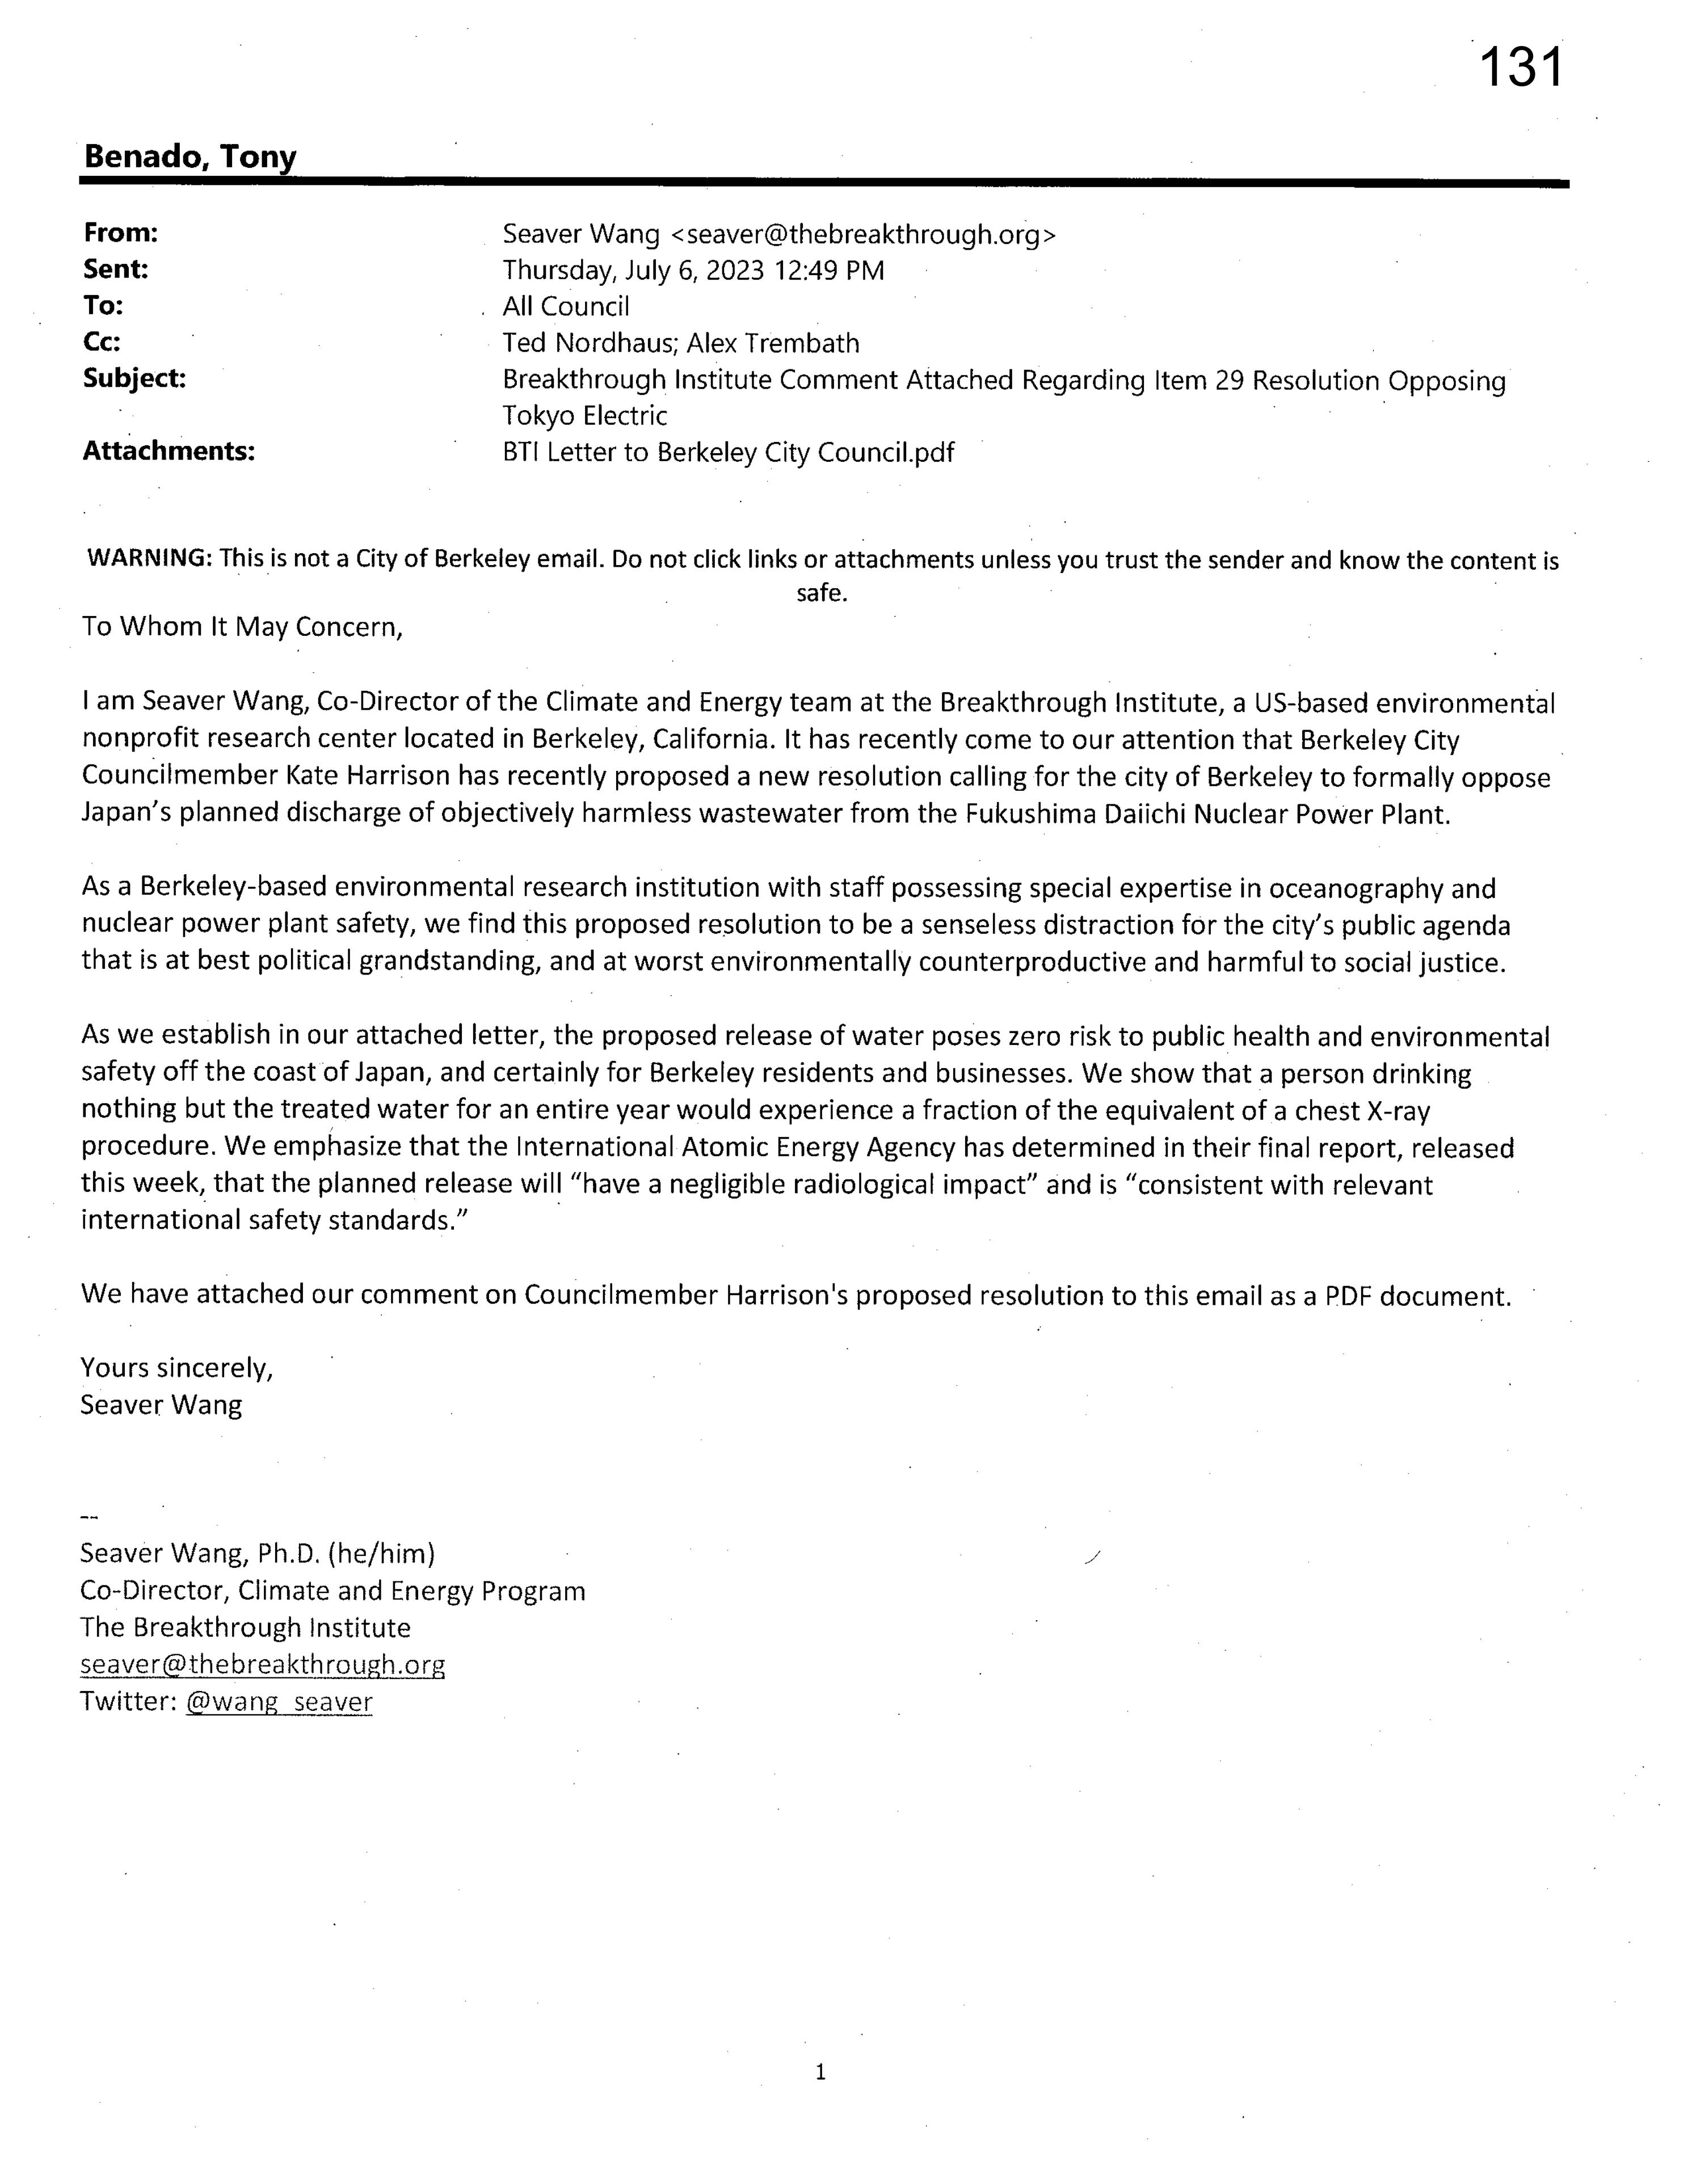 131
Benado, Tony
From: Seaver Wang <seaver@thebreakthrough.org>
Sent: Thursday, July 6, 2023 12:49 PM
To: All Council
Cc: Ted Nordhaus; Alex Trembath
Subject: Breakthrough Institute Comment Attached Regarding Item 29 Resolution Opposing
Tokyo Electric
Attachments: BTI Letter to Berkeley City Council.pdf
WARNING: This is not a City of Berkeley email. Do not click links or attachments unless you trust the sender and know the content is
safe.
To Whom It May Concern,
I am Seaver Wang, Co-Director of the Climate and Energy team at the Breakthrough Institute, a US-based environmental
nonprofit research center located in Berkeley, California. It has recently come to our attention that Berkeley City
Councilmember Kate Harrison has recently proposed a new resolution calling for the city of Berkeley to formally oppose
Japan's planned discharge of objectively harmless wastewater from the Fukushima Daiichi Nuclear Power Plant.
As a Berkeley-based environmental research institution with staff possessing special expertise in oceanography and
nuclear power plant safety, we find this proposed resolution to be a senseless distraction for the city's public agenda
that is at best political grandstanding, and at worst environmentally counterproductive and harmful to social justice.
As we establish in our attached letter, the proposed release of water poses zero risk to public health and environmental
safety off the coast of Japan, and certainly for Berkeley residents and businesses. We show that a person drinking
nothing but the treated water for an entire year would experience a fraction of the equivalent of a chest X-ray
procedure. We emphasize that the International Atomic Energy Agency has determined in their final report, released
this week, that the planned release will “have a negligible radiological impact” and is “consistent with relevant
international safety standards.”
We have attached our comment on Councilmember Harrison's proposed resolution to this email as a PDF document.
Yours sincerely,
Seaver Wang
--
Seaver Wang, Ph.D. (he/him)
Co-Director, Climate and Energy Program
The Breakthrough Institute
seaver@thebreakthrough.org
Twitter: @wang_seaver
1